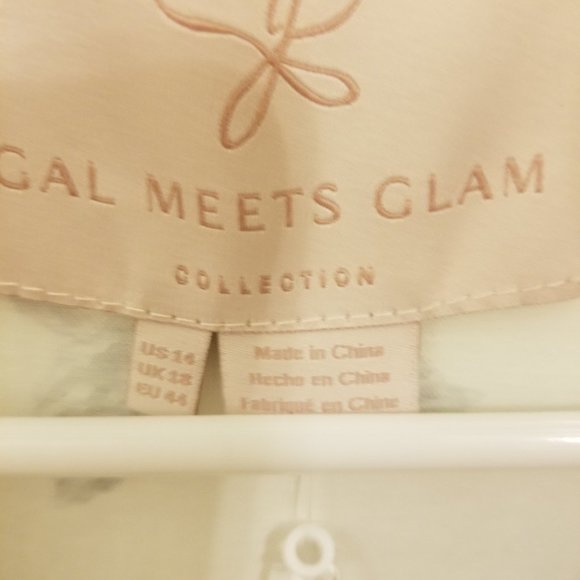 GAL MEETS GLAM
COLLECTION
US 14
UK 18
EU 44
Made in China
Hecho en China
Fabriqué en Chine